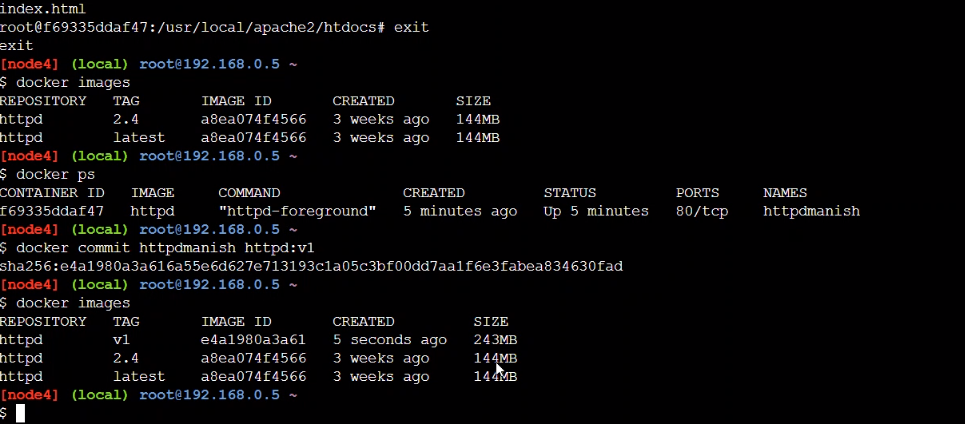 index.html
root@f69335ddaf47:/usr/local/apache2/htdocs# exit
exit
[node4] (local) root@192.168.0.5 ~
$ docker images
REPOSITORY   TAG       IMAGE ID       CREATED       SIZE
httpd        2.4       a8ea074f4566   3 weeks ago   144MB
httpd        latest    a8ea074f4566   3 weeks ago   144MB
[node4] (local) root@192.168.0.5 ~
$ docker ps
CONTAINER ID   IMAGE     COMMAND              CREATED         STATUS         PORTS     NAMES
f69335ddaf47   httpd     "httpd-foreground"   5 minutes ago   Up 5 minutes   80/tcp    httpdmanish
[node4] (local) root@192.168.0.5 ~
$ docker commit httpdmanish httpd:v1
sha256:e4a1980a3a616a55e6d627e713193c1a05c3bf00dd7aa1f6e3fabea834630fad
[node4] (local) root@192.168.0.5 ~
$ docker images
REPOSITORY   TAG       IMAGE ID       CREATED         SIZE
httpd        v1        e4a1980a3a61   5 seconds ago   243MB
httpd        2.4       a8ea074f4566   3 weeks ago     144MB
httpd        latest    a8ea074f4566   3 weeks ago     144MB
[node4] (local) root@192.168.0.5 ~
$